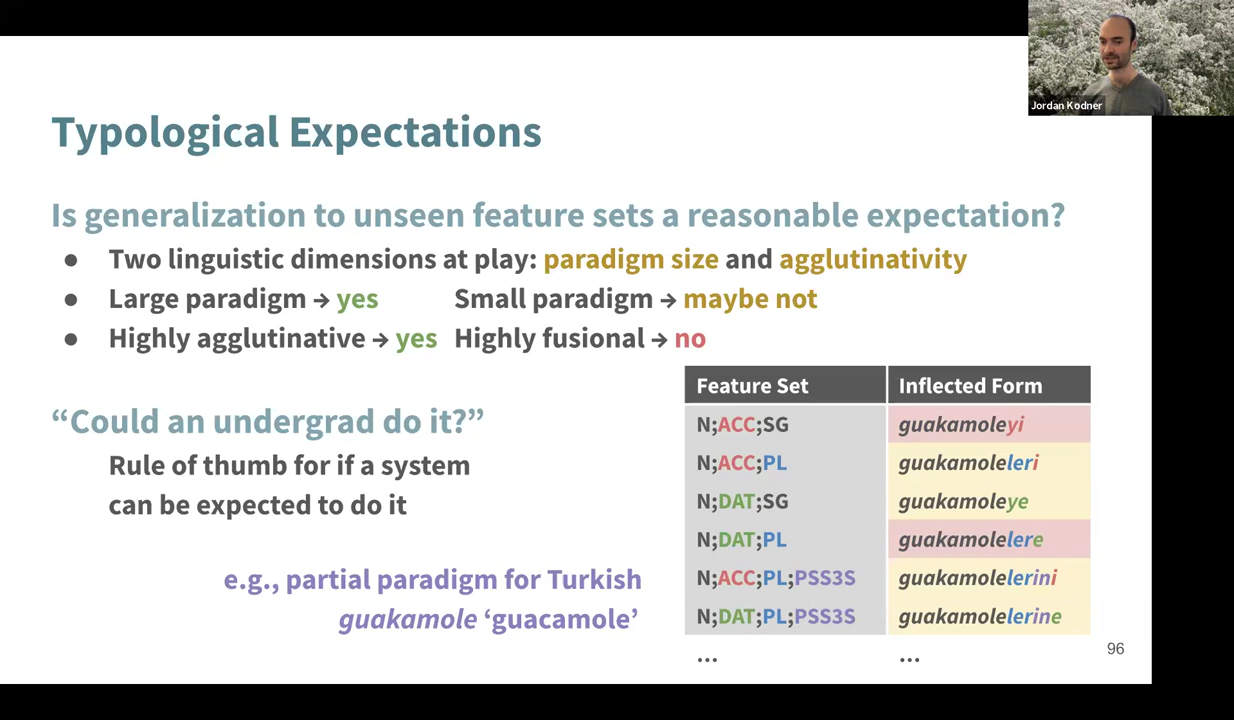 Jordan Kodner
Typological Expectations
Is generalization to unseen feature sets a reasonable expectation?
● Two linguistic dimensions at play: paradigm size and agglutinativity
● Large paradigm → yes Small paradigm → maybe not
● Highly agglutinative → yes Highly fusional → no
“Could an undergrad do it?”
Rule of thumb for if a system
can be expected to do it
e.g., partial paradigm for Turkish
guakamole ‘guacamole’
Feature Set Inflected Form
N;ACC;SG guakamoleyi
N;ACC;PL guakamoleleri
N;DAT;SG guakamoleye
N;DAT;PL guakamolelere
N;ACC;PL;PSS3S guakamolelerini
N;DAT;PL;PSS3S guakamolelerine
... ...
96